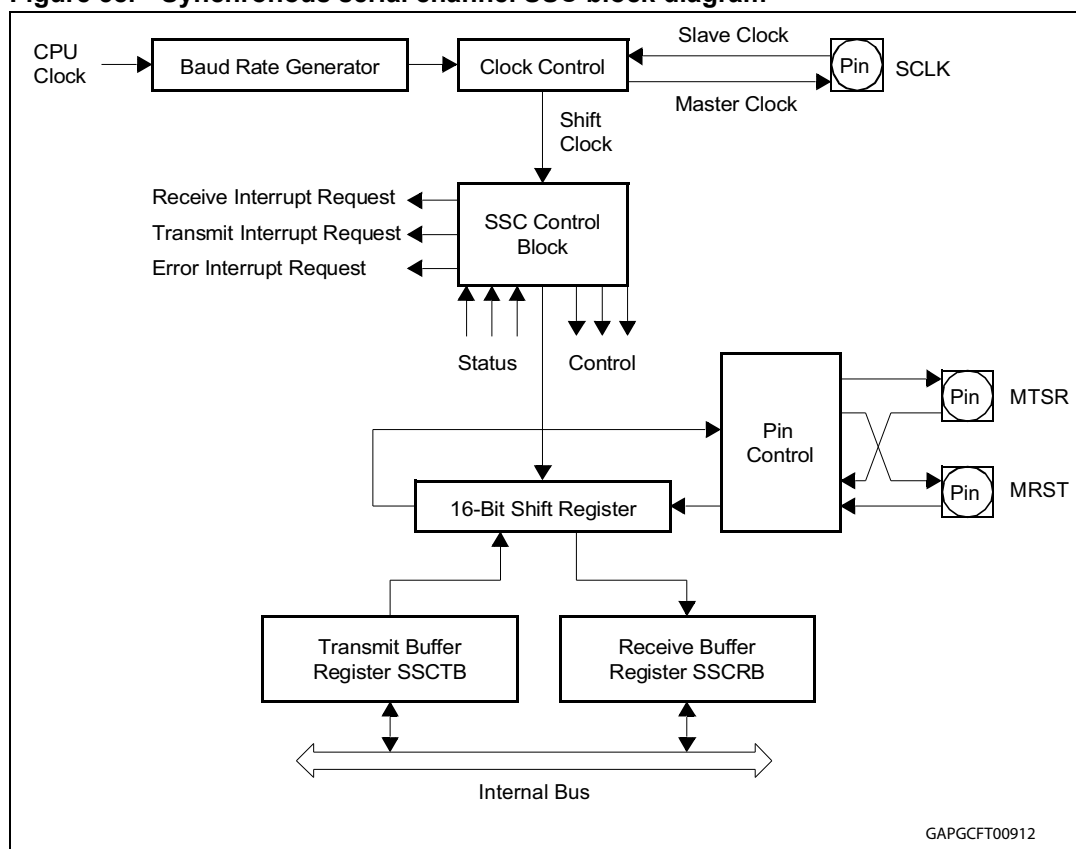 Figure Synchronous serial channel SSC block diagram
CPU
Clock
Baud Rate Generator
Clock Control
Slave Clock
Master Clock
Pin
SCLK
Shift
Clock
Receive Interrupt Request
Transmit Interrupt Request
Error Interrupt Request
SSC Control
Block
Status
Control
Pin
Control
Pin
MTSR
Pin
MRST
16-Bit Shift Register
Transmit Buffer
Register SSCTB
Receive Buffer
Register SSCRB
Internal Bus
GAPGCFT00912